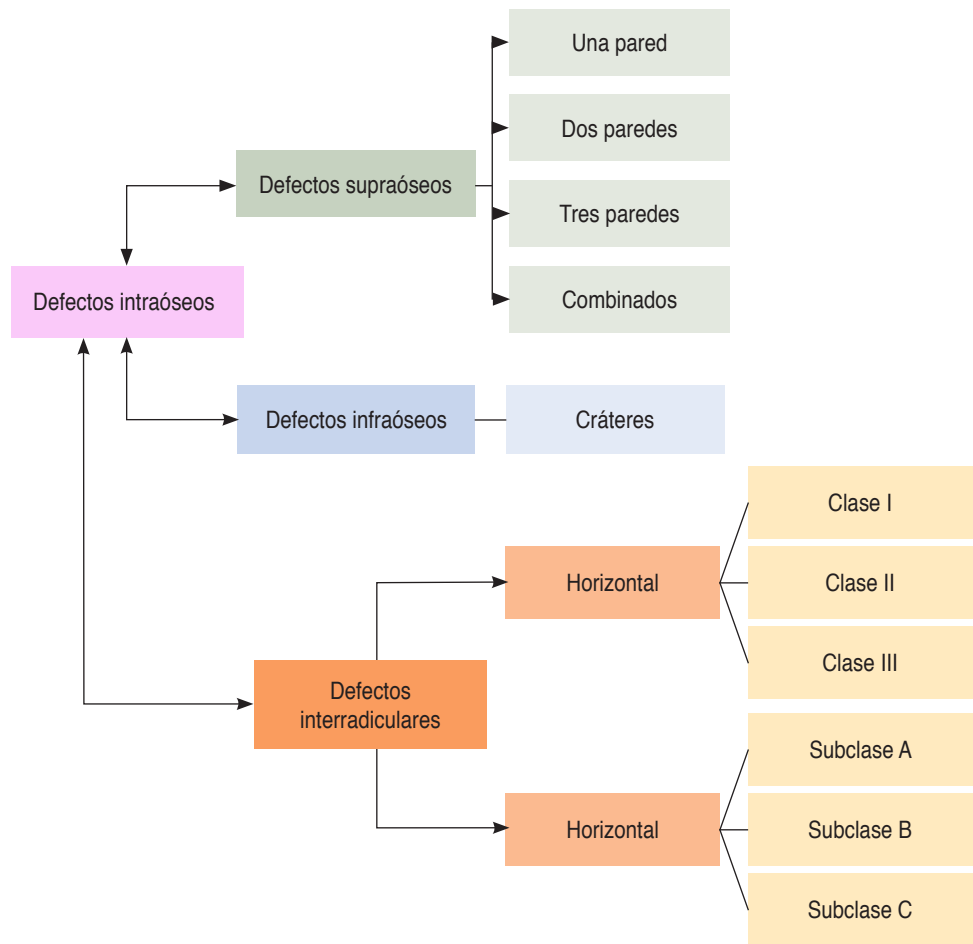 Defectos intraóseos
Defectos supraóseos
Una pared
Dos paredes
Tres paredes
Combinados
Defectos infraóseos
Cráteres
Defectos
interradiculares
Horizontal
Clase I
Clase II
Clase III
Horizontal
Subclase A
Subclase B
Subclase C